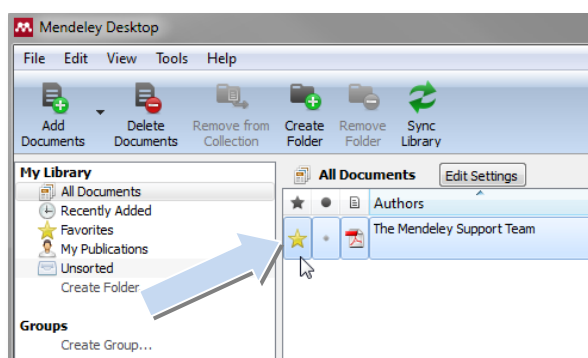 Mendeley Desktop
File Edit View Tools Help
Add Documents
Delete Documents
Remove from Collection
Create Folder
Remove Folder
Sync Library
My Library
All Documents
Recently Added
Favorites
My Publications
Unsorted
Create Folder
Groups
Create Group...
All Documents Edit Settings
Authors
The Mendeley Support Team